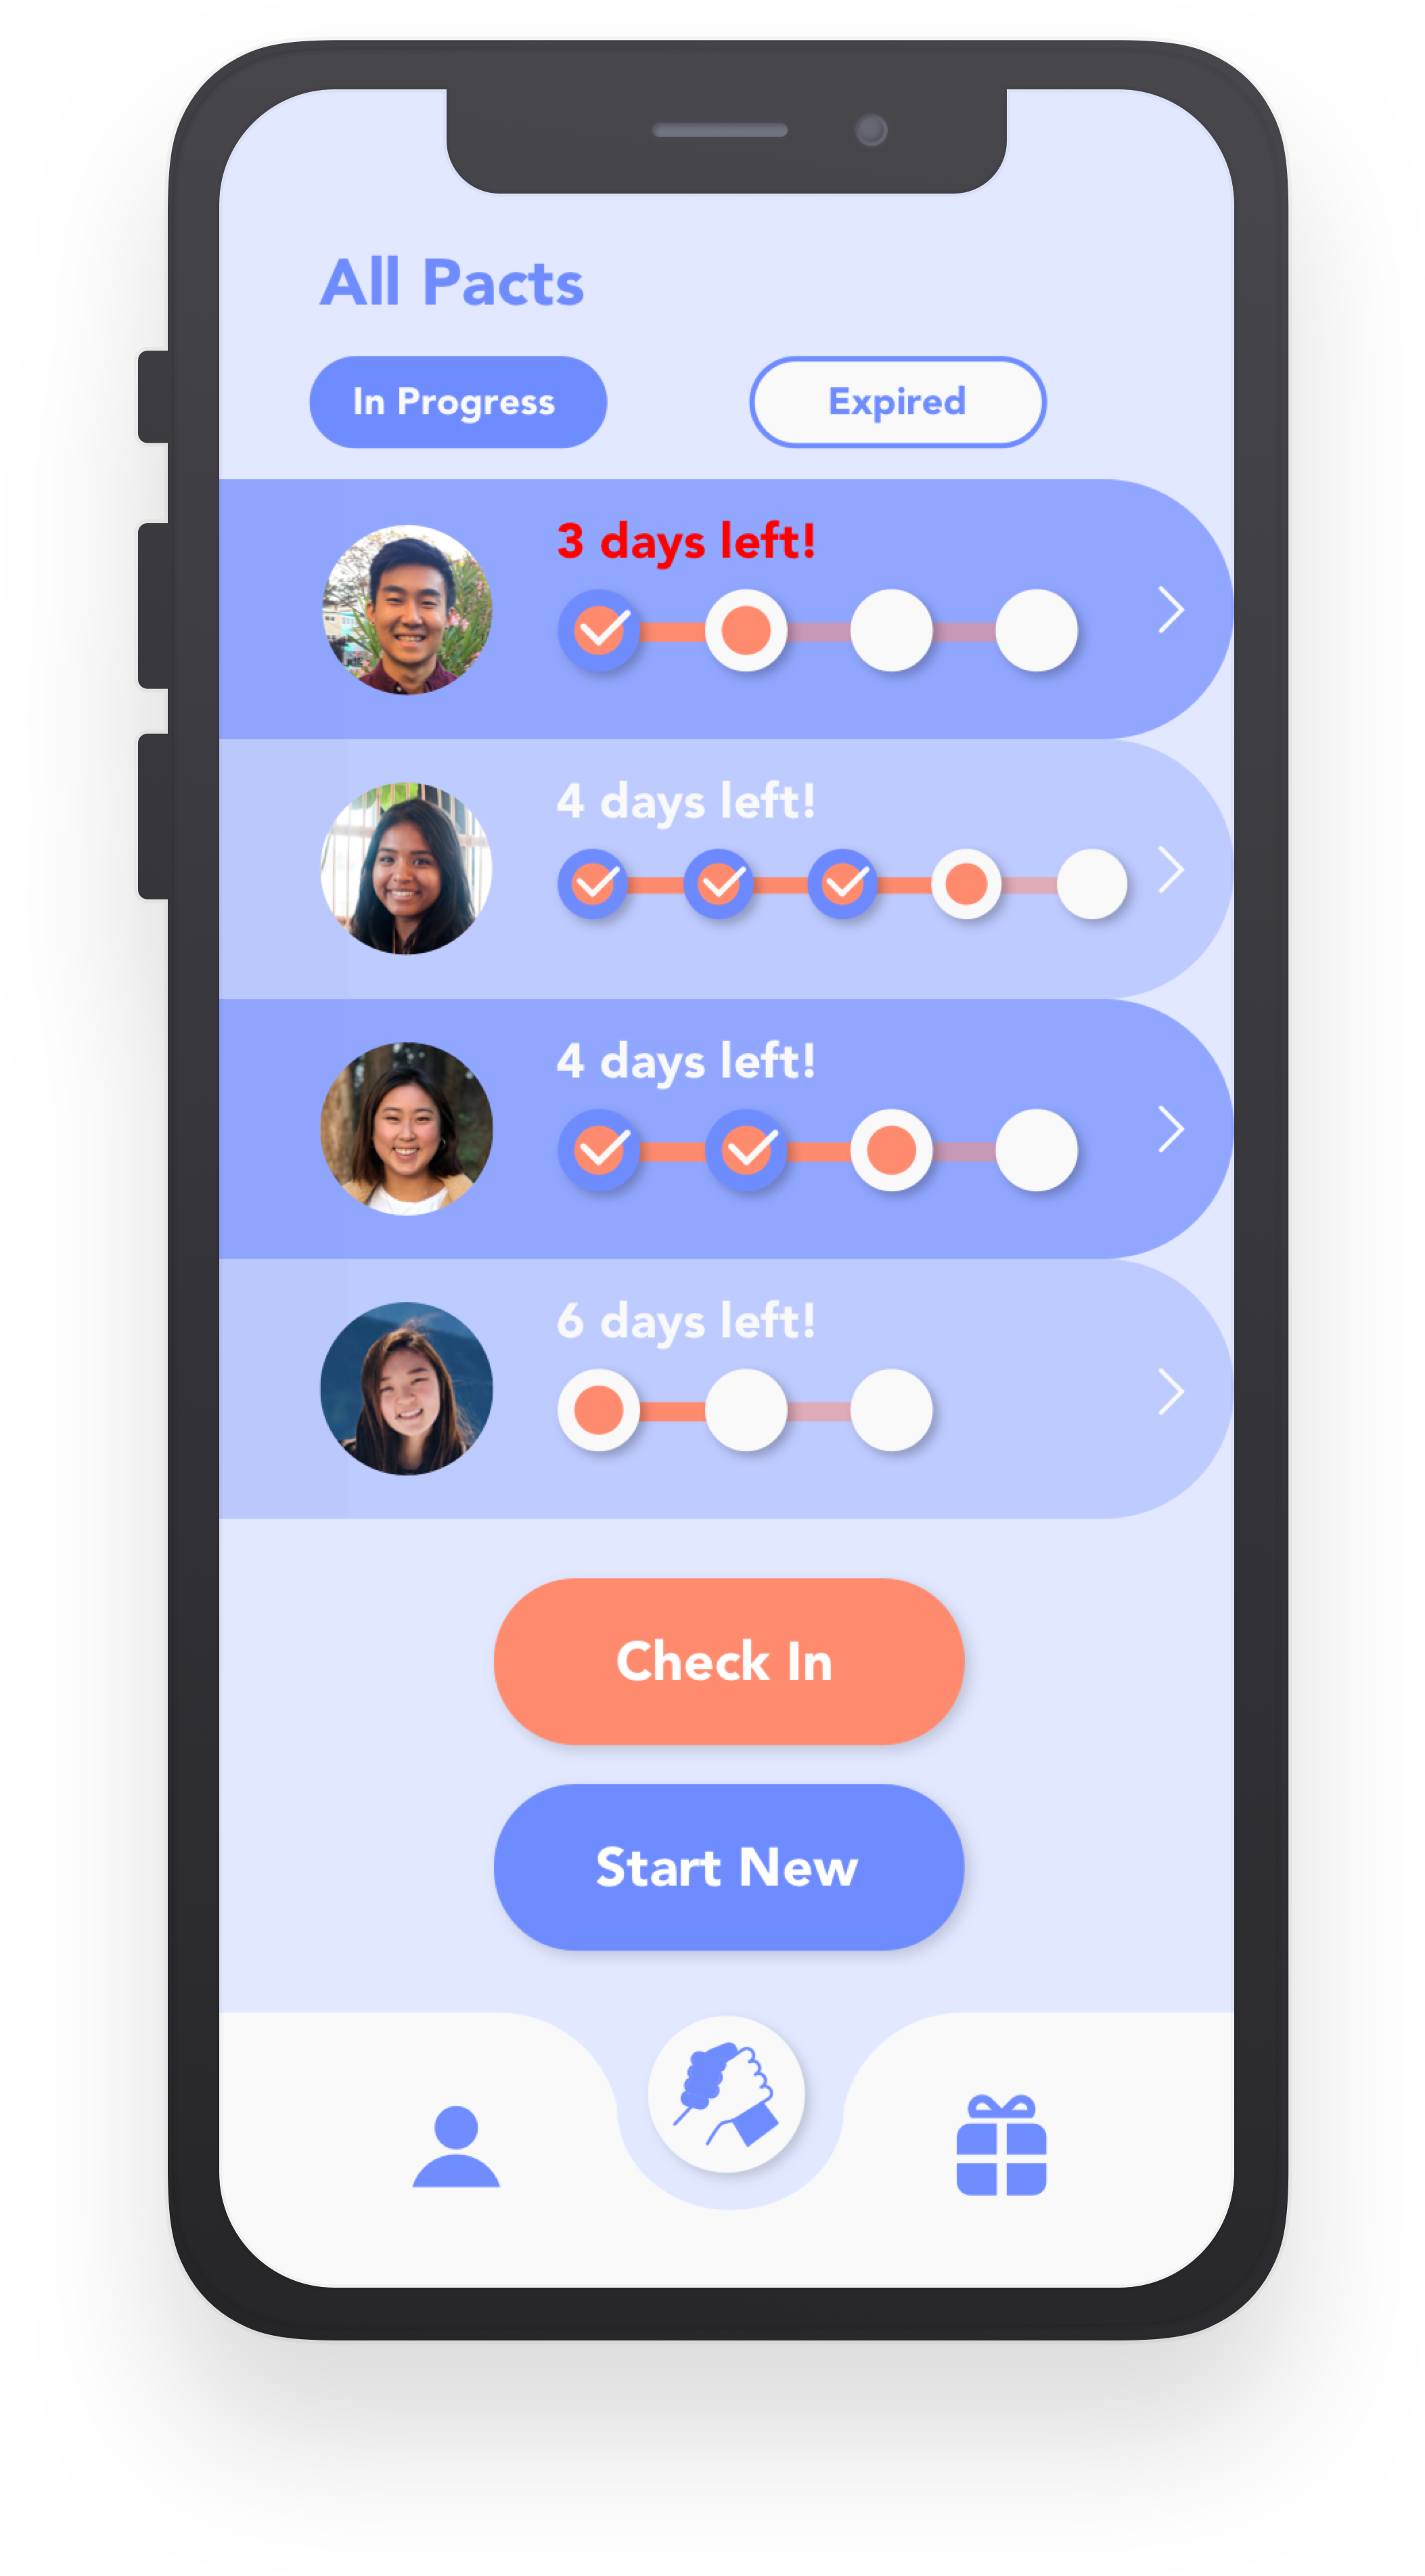 All Pacts
In Progress
Expired
3 days left!
4 days left!
4 days left!
6 days left!
Check In
Start New